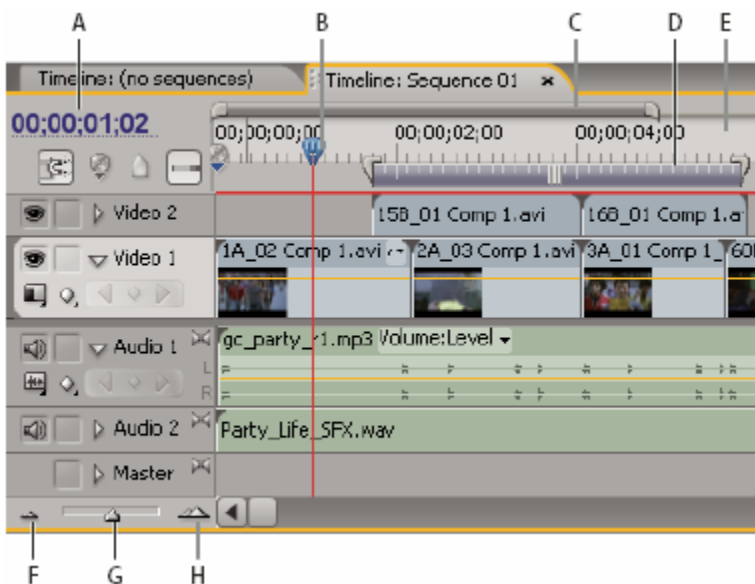 A B C D E
Timeline: (no sequences) Timeline: Sequence 01
00;00;01;02 00;00;00;00 00;00;02;00 00;00;04;00
Video 2 15B_01 Comp 1.avi 16B_01 Comp 1.a
Video 1 1A_02 Comp 1.avi 2A_03 Comp 1.avi 3A_01 Comp 1_
Audio 1 gc_party_r1.mp3 Volume:Level
L
R
Audio 2 Party_Life_SFX.wav
Master
F G H